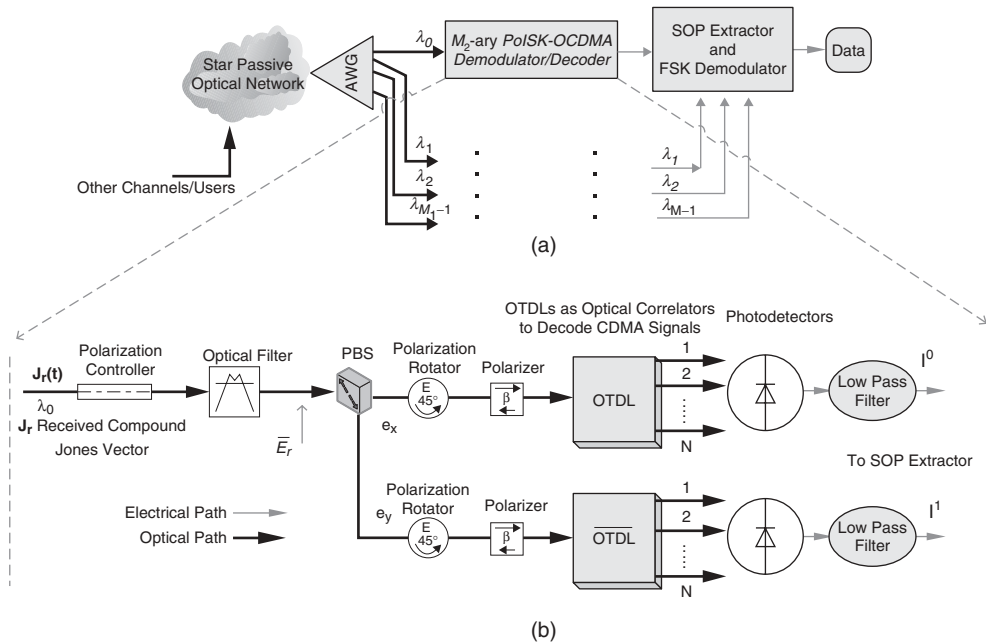 Star Passive
Optical Network
Other Channels/Users
AWG
λ0
M2-ary PolSK-OCDMA
Demodulator/Decoder
SOP Extractor
and
FSK Demodulator
Data
λ1
λ2
λM1−1
λ1
λ2
λM−1
(a)
Jr(t)
λ0
Jr Received Compound
Jones Vector
Polarization
Controller
Optical Filter
Er
PBS
ex
ey
Polarization
Rotator
E
45°
Polarizer
β
OTDLs as Optical Correlators
to Decode CDMA Signals
OTDL
1
2
.....
N
Photodetectors
Low Pass
Filter
I0
To SOP Extractor
Polarization
Rotator
E
45°
Polarizer
β
OTDL
1
2
.....
N
Low Pass
Filter
I1
Electrical Path
Optical Path
(b)